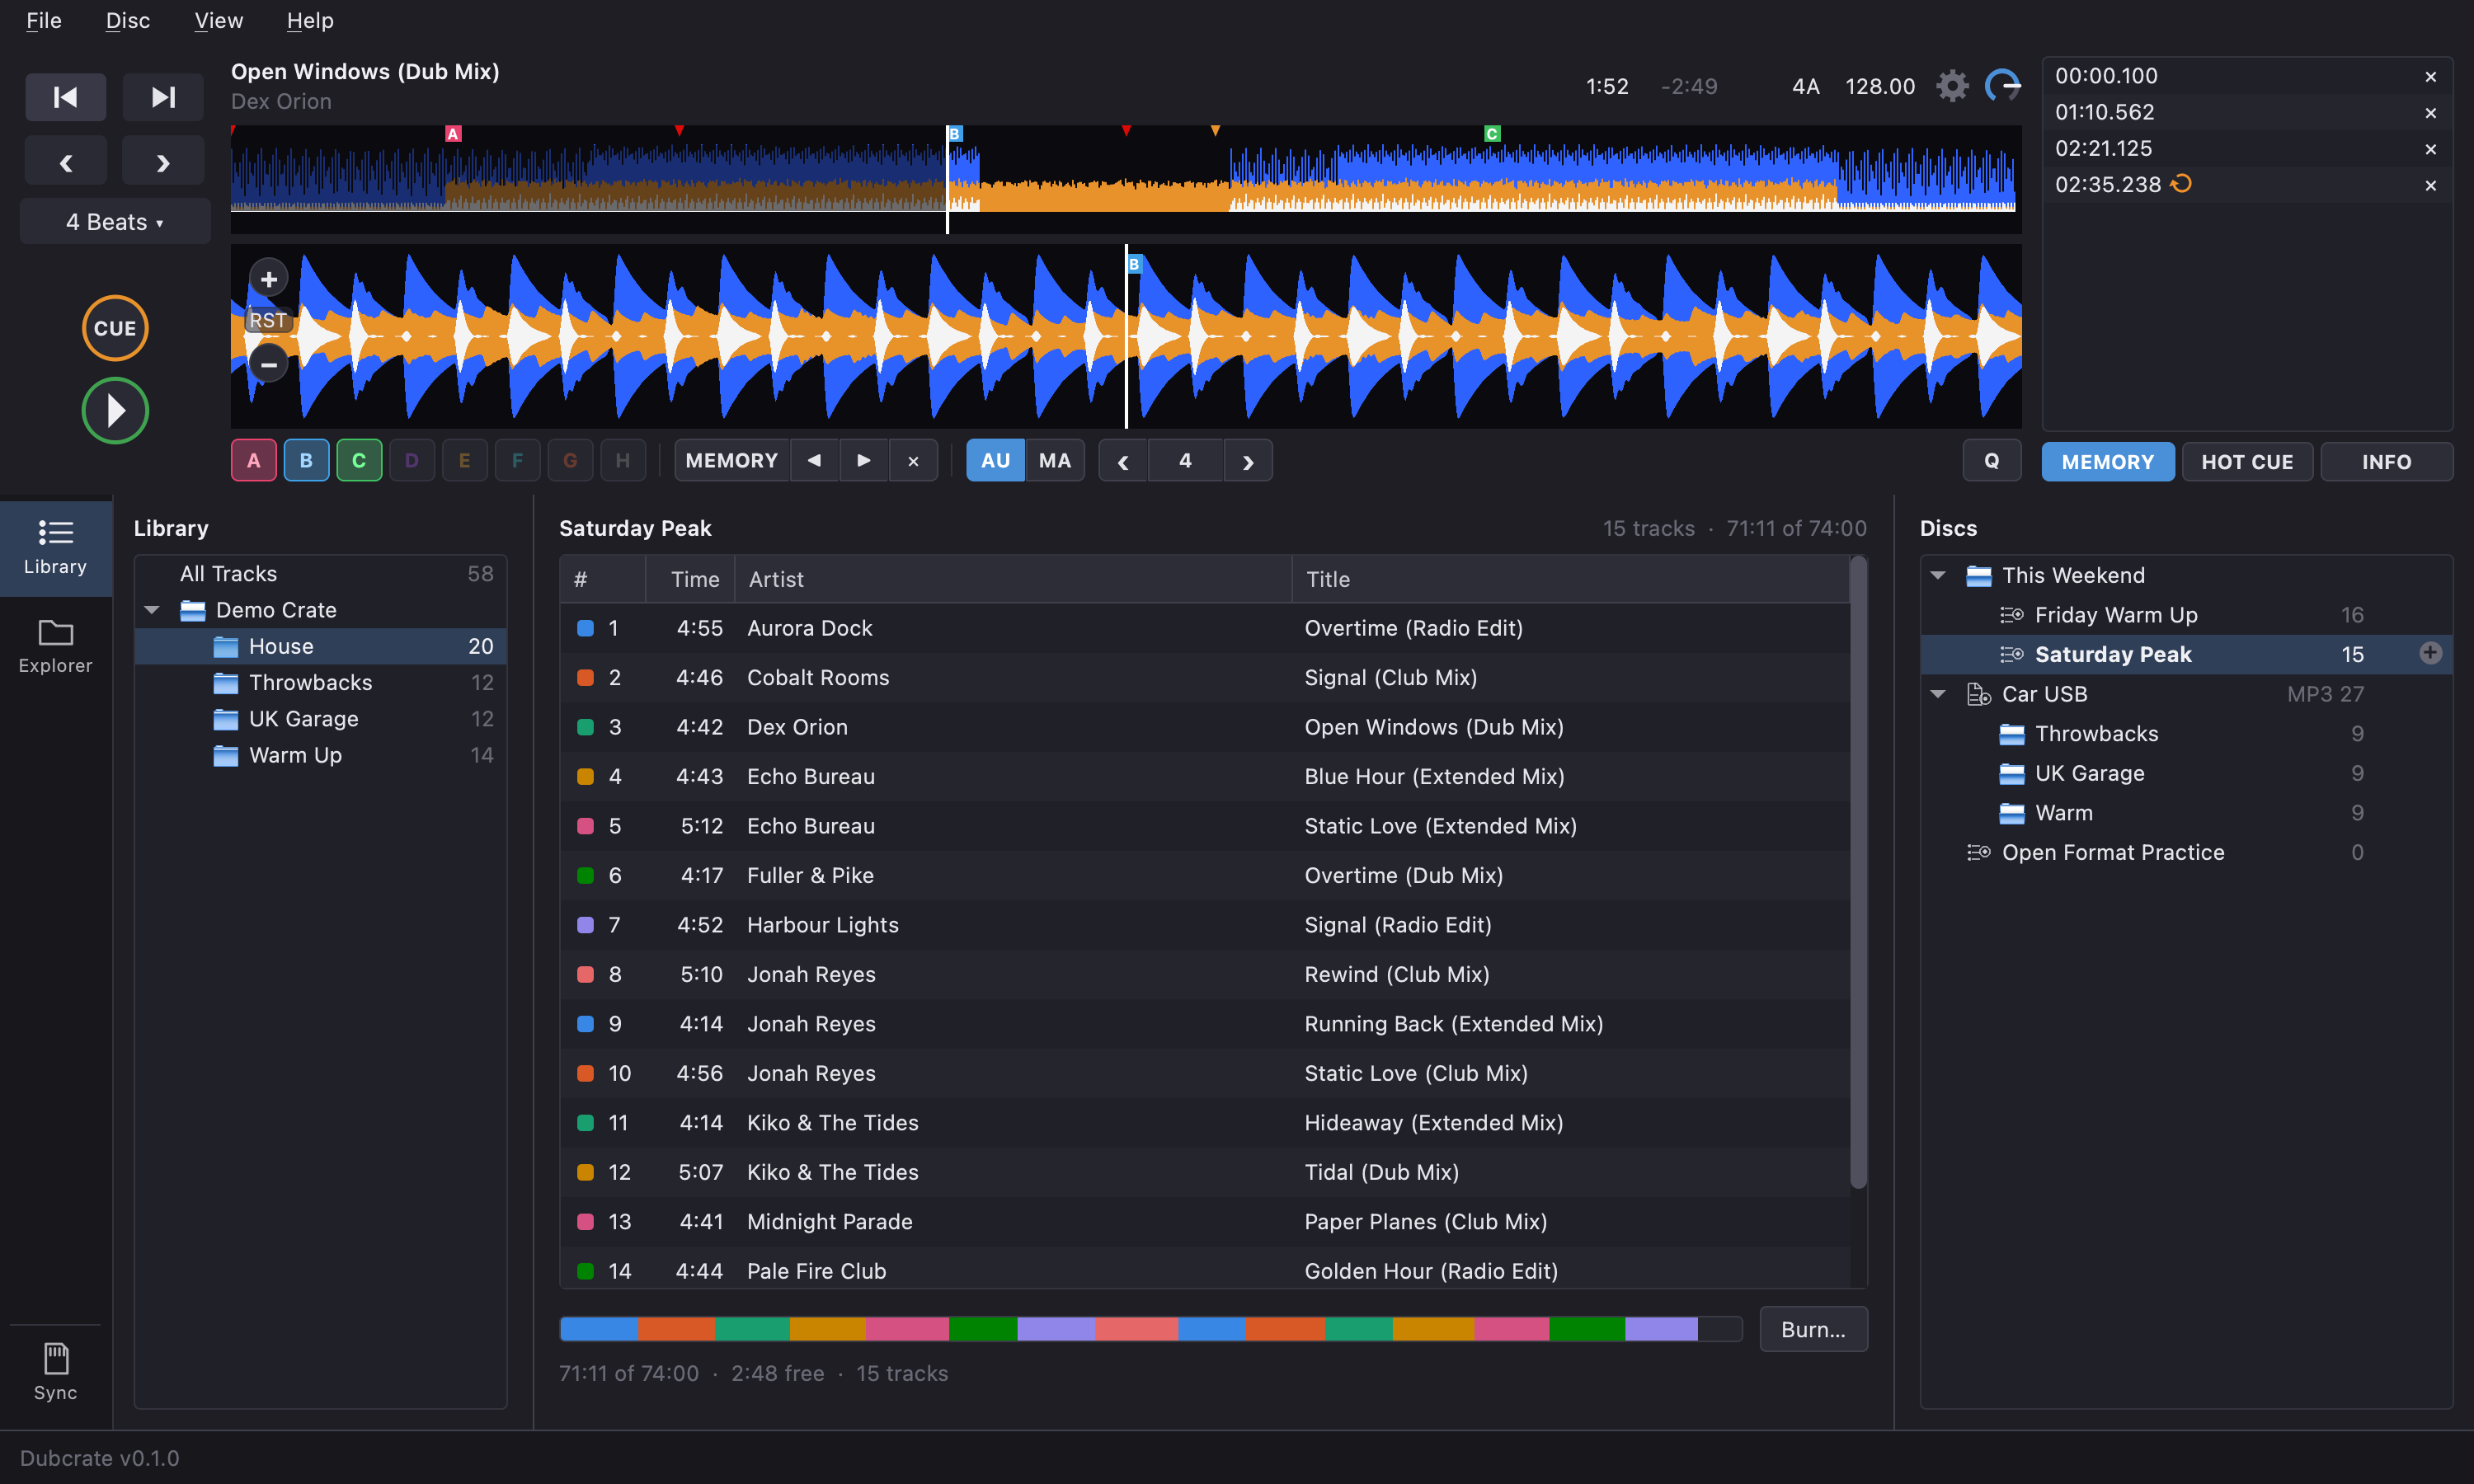 File Disc View Help
Open Windows (Dub Mix)
Dex Orion
1:52 -2:49 4A 128.00
A B C
4 Beats
B
RST
CUE
00:00.100
01:10.562
02:21.125
02:35.238
A B C D E F G H MEMORY AU MA 4 Q
MEMORY HOT CUE INFO
Library
Explorer
Sync
Library
All Tracks 58
Demo Crate
House 20
Throwbacks 12
UK Garage 12
Warm Up 14
Saturday Peak 15 tracks · 71:11 of 74:00
# Time Artist Title
1 4:55 Aurora Dock Overtime (Radio Edit)
2 4:46 Cobalt Rooms Signal (Club Mix)
3 4:42 Dex Orion Open Windows (Dub Mix)
4 4:43 Echo Bureau Blue Hour (Extended Mix)
5 5:12 Echo Bureau Static Love (Extended Mix)
6 4:17 Fuller & Pike Overtime (Dub Mix)
7 4:52 Harbour Lights Signal (Radio Edit)
8 5:10 Jonah Reyes Rewind (Club Mix)
9 4:14 Jonah Reyes Running Back (Extended Mix)
10 4:56 Jonah Reyes Static Love (Club Mix)
11 4:14 Kiko & The Tides Hideaway (Extended Mix)
12 5:07 Kiko & The Tides Tidal (Dub Mix)
13 4:41 Midnight Parade Paper Planes (Club Mix)
14 4:44 Pale Fire Club Golden Hour (Radio Edit)
Burn...
71:11 of 74:00 · 2:48 free · 15 tracks
Discs
This Weekend
Friday Warm Up 16
Saturday Peak 15
Car USB MP3 27
Throwbacks 9
UK Garage 9
Warm 9
Open Format Practice 0
Dubcrate v0.1.0